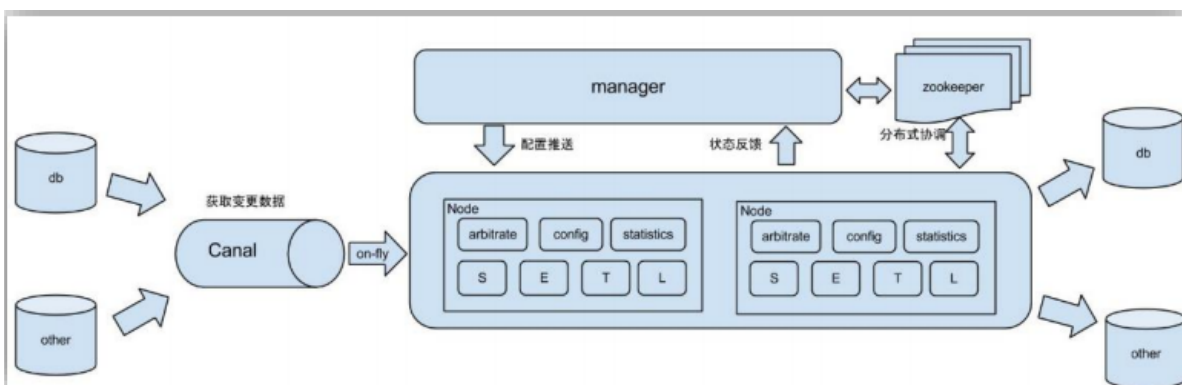 manager
zookeeper
配置推送
状态反馈
分布式协调
db
db
获取变更数据
Canal
on-fly
Node
arbitrate
config
statistics
S
E
T
L
Node
arbitrate
config
statistics
S
E
T
L
other
other